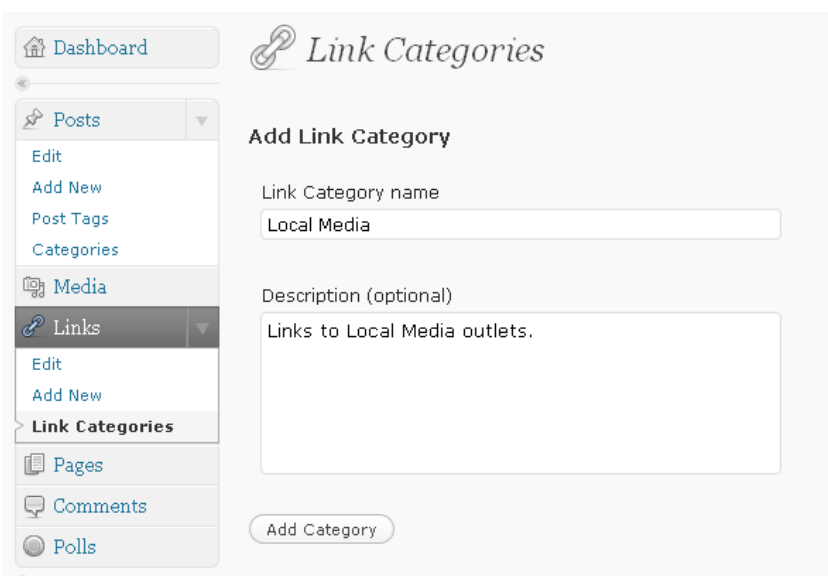 Dashboard
Posts
Edit
Add New
Post Tags
Categories
Media
Links
Edit
Add New
Link Categories
Pages
Comments
Polls
Link Categories
Add Link Category
Link Category name
Local Media
Description (optional)
Links to Local Media outlets.
Add Category